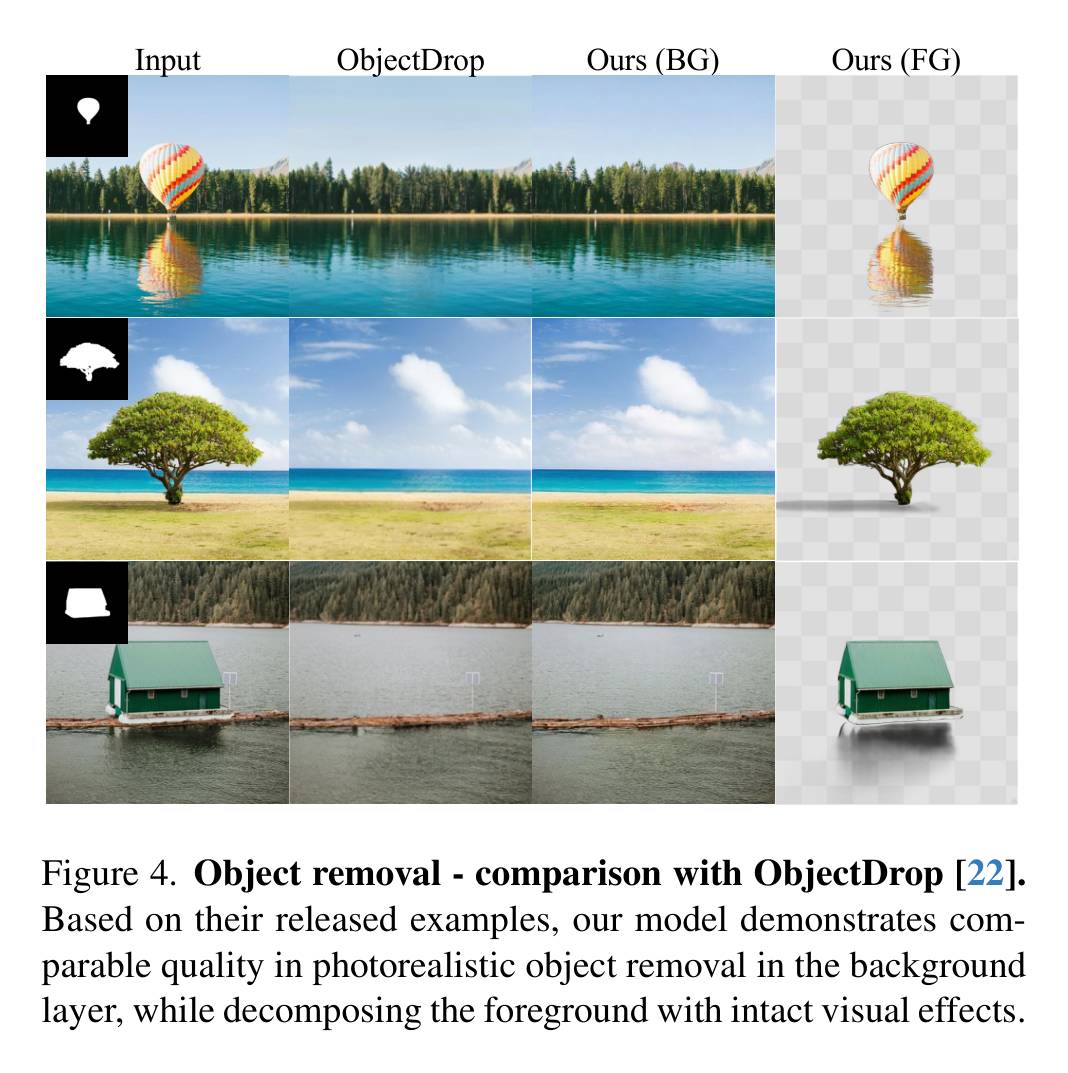 Input ObjectDrop Ours (BG) Ours (FG)
Figure 4. Object removal - comparison with ObjectDrop [22].
Based on their released examples, our model demonstrates com-
parable quality in photorealistic object removal in the background
layer, while decomposing the foreground with intact visual effects.